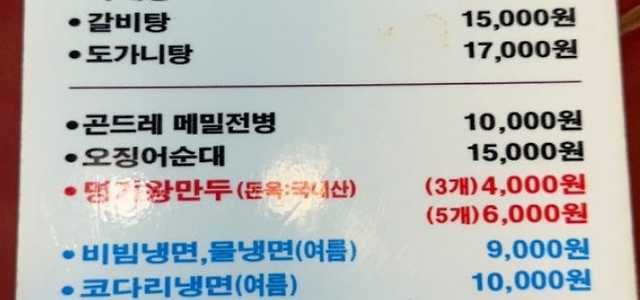 • 갈비탕 15,000원
• 도가니탕 17,000원
• 곤드레 메밀전병 10,000원
• 오징어순대 15,000원
• 명가왕만두(돈육:국내산) (3개)4,000원
(5개)6,000원
• 비빔냉면,물냉면(여름) 9,000원
• 코다리냉면(여름) 10,000원